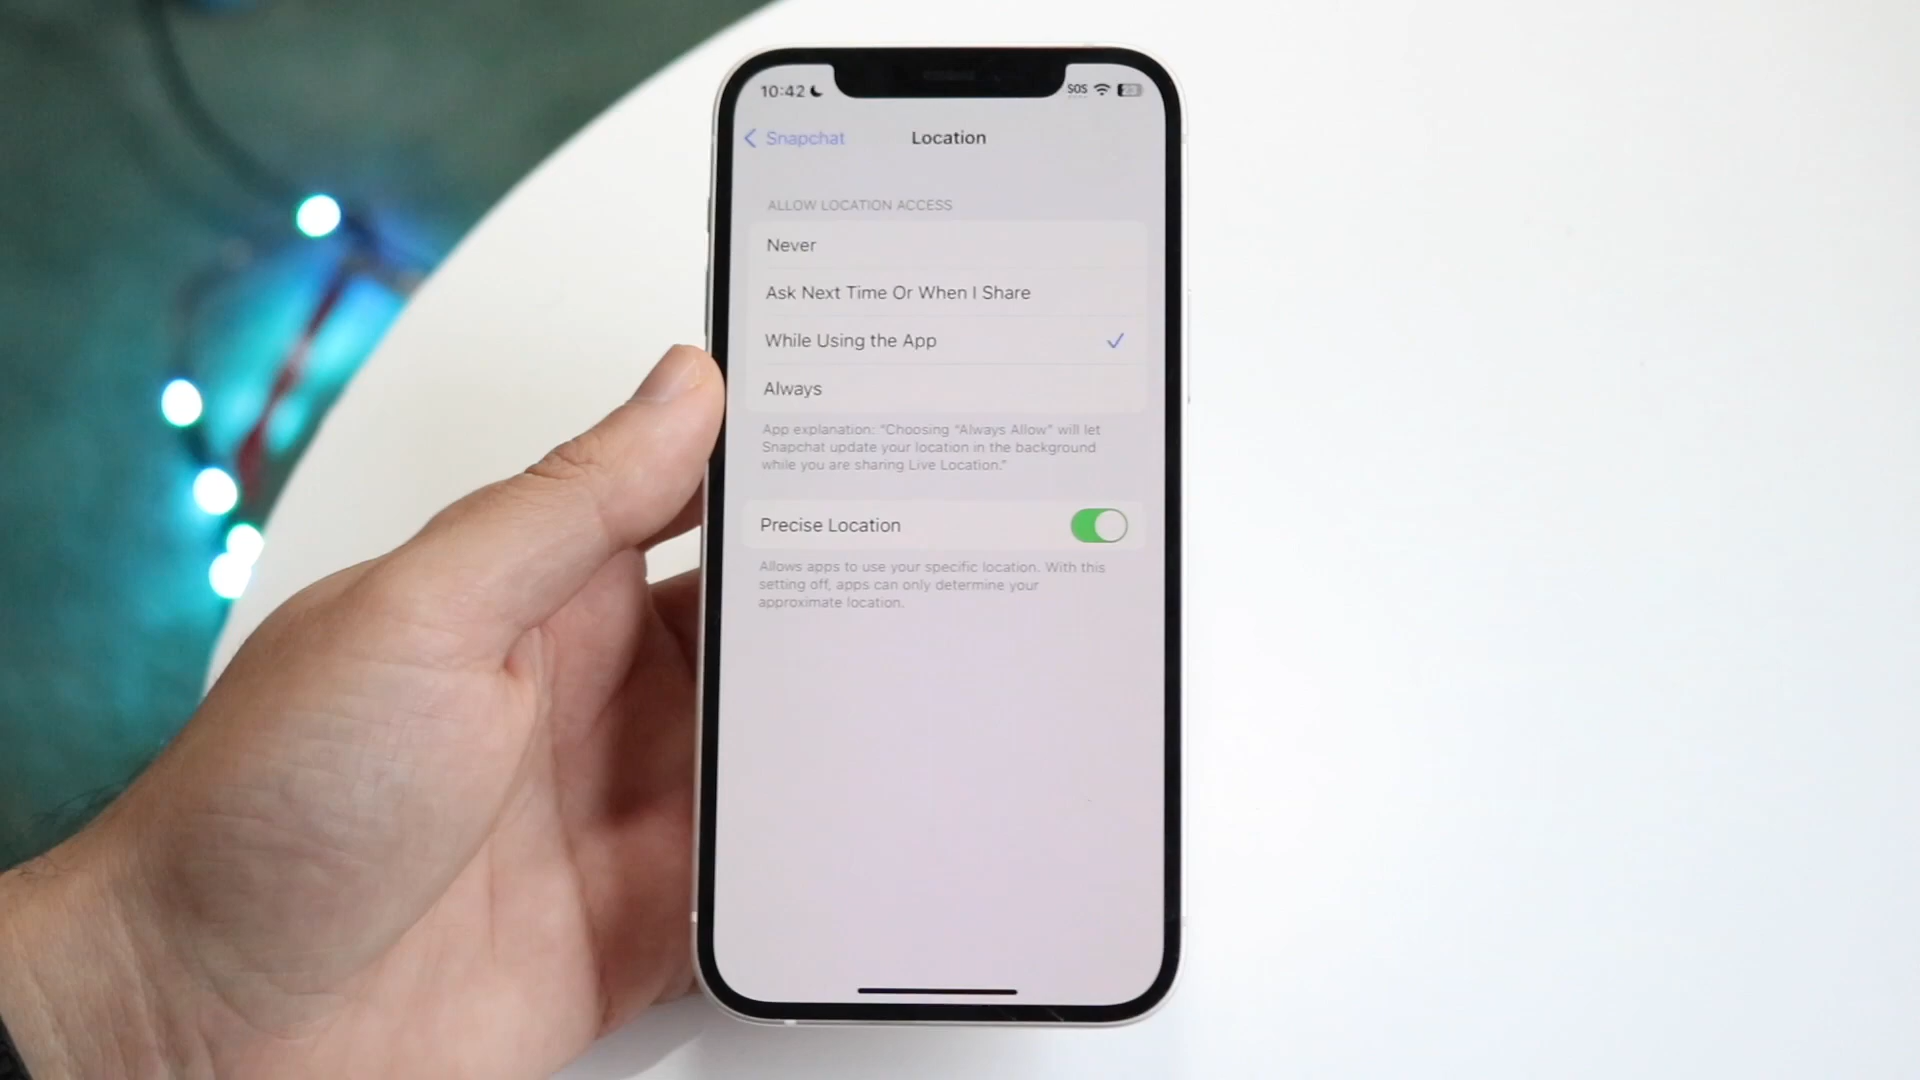 10:42 SOS
Snapchat Location
ALLOW LOCATION ACCESS
Never
Ask Next Time Or When I Share
While Using the App
Always
App explanation: “Choosing “Always Allow” will let
Snapchat update your location in the background
while you are sharing Live Location.”
Precise Location
Allows apps to use your specific location. With this
setting off, apps can only determine your
approximate location.